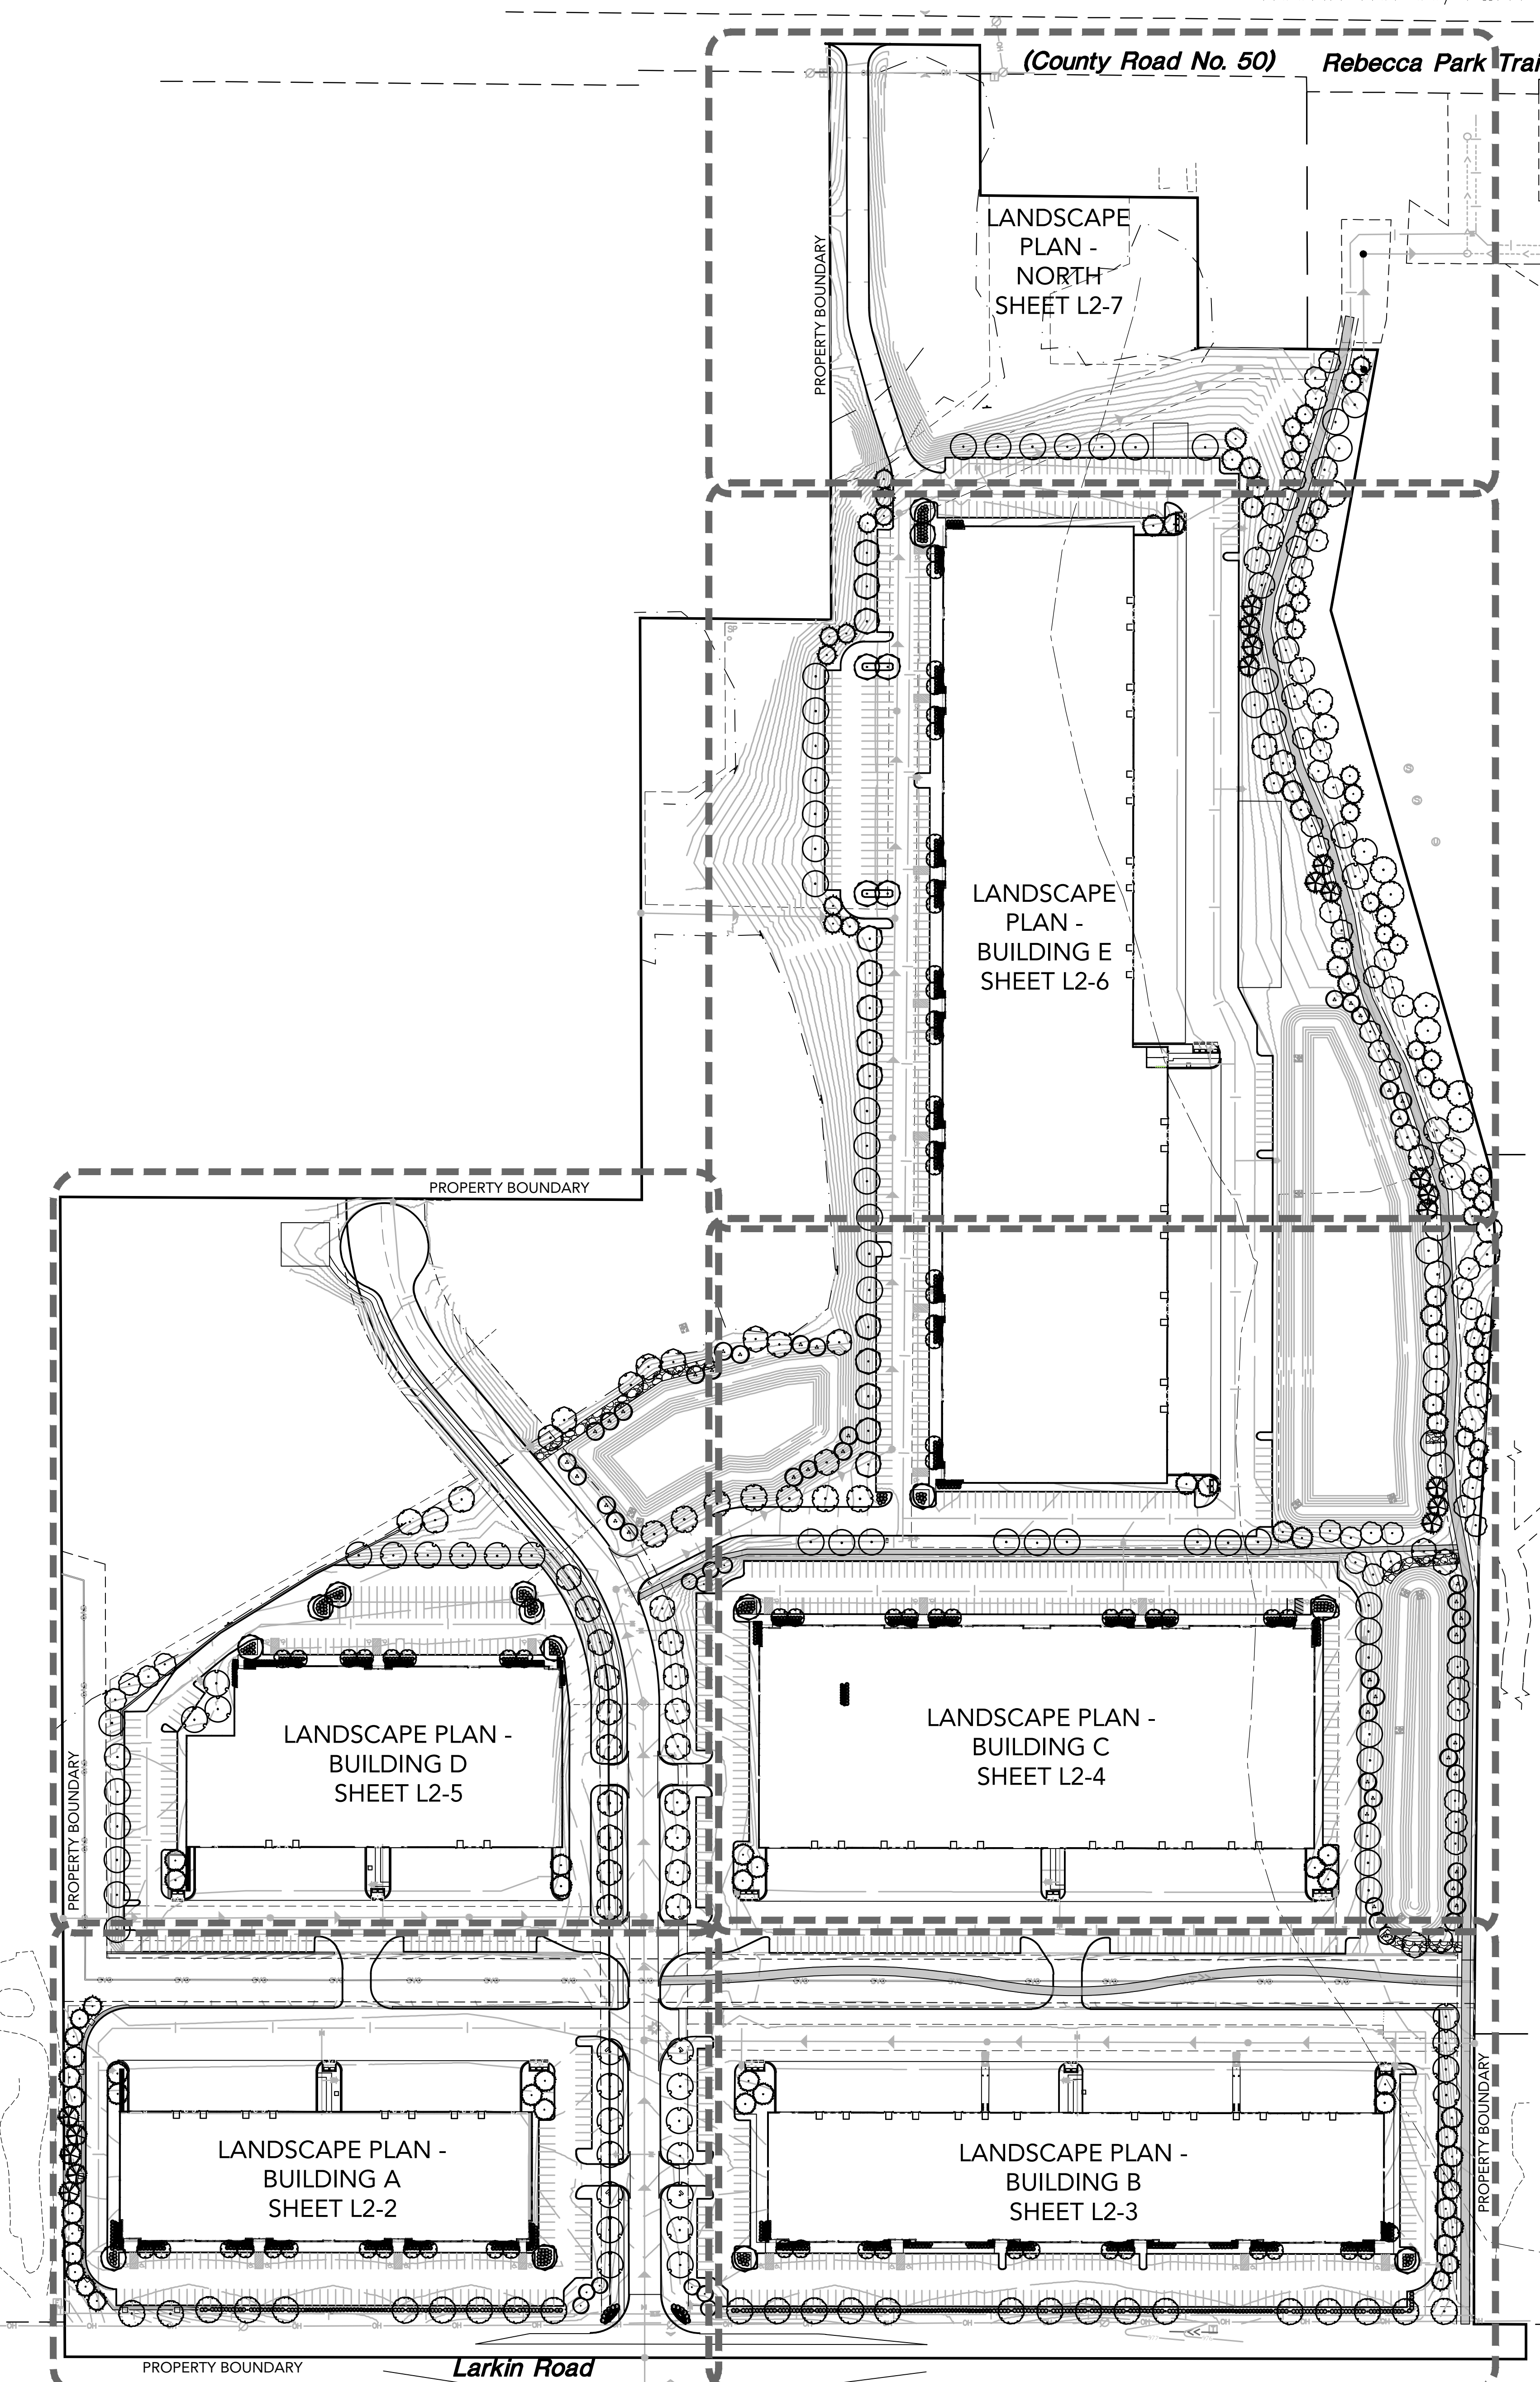 (County Road No. 50) Rebecca Park Trai
LANDSCAPE
PLAN -
NORTH
SHEET L2-7
PROPERTY BOUNDARY
LANDSCAPE
PLAN -
BUILDING E
SHEET L2-6
PROPERTY BOUNDARY
LANDSCAPE PLAN -
BUILDING D
SHEET L2-5
LANDSCAPE PLAN -
BUILDING C
SHEET L2-4
PROPERTY BOUNDARY
LANDSCAPE PLAN -
BUILDING A
SHEET L2-2
LANDSCAPE PLAN -
BUILDING B
SHEET L2-3
PROPERTY BOUNDARY
PROPERTY BOUNDARY
Larkin Road